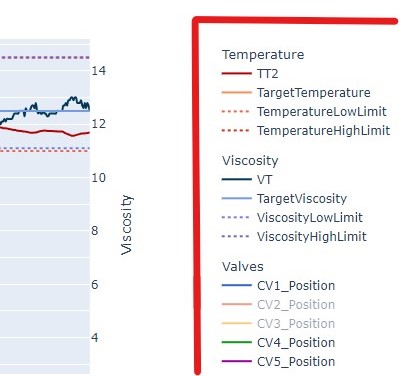 14
12
10
8
6
4
Viscosity
Temperature
TT2
TargetTemperature
TemperatureLowLimit
TemperatureHighLimit
Viscosity
VT
TargetViscosity
ViscosityLowLimit
ViscosityHighLimit
Valves
CV1_Position
CV2_Position
CV3_Position
CV4_Position
CV5_Position